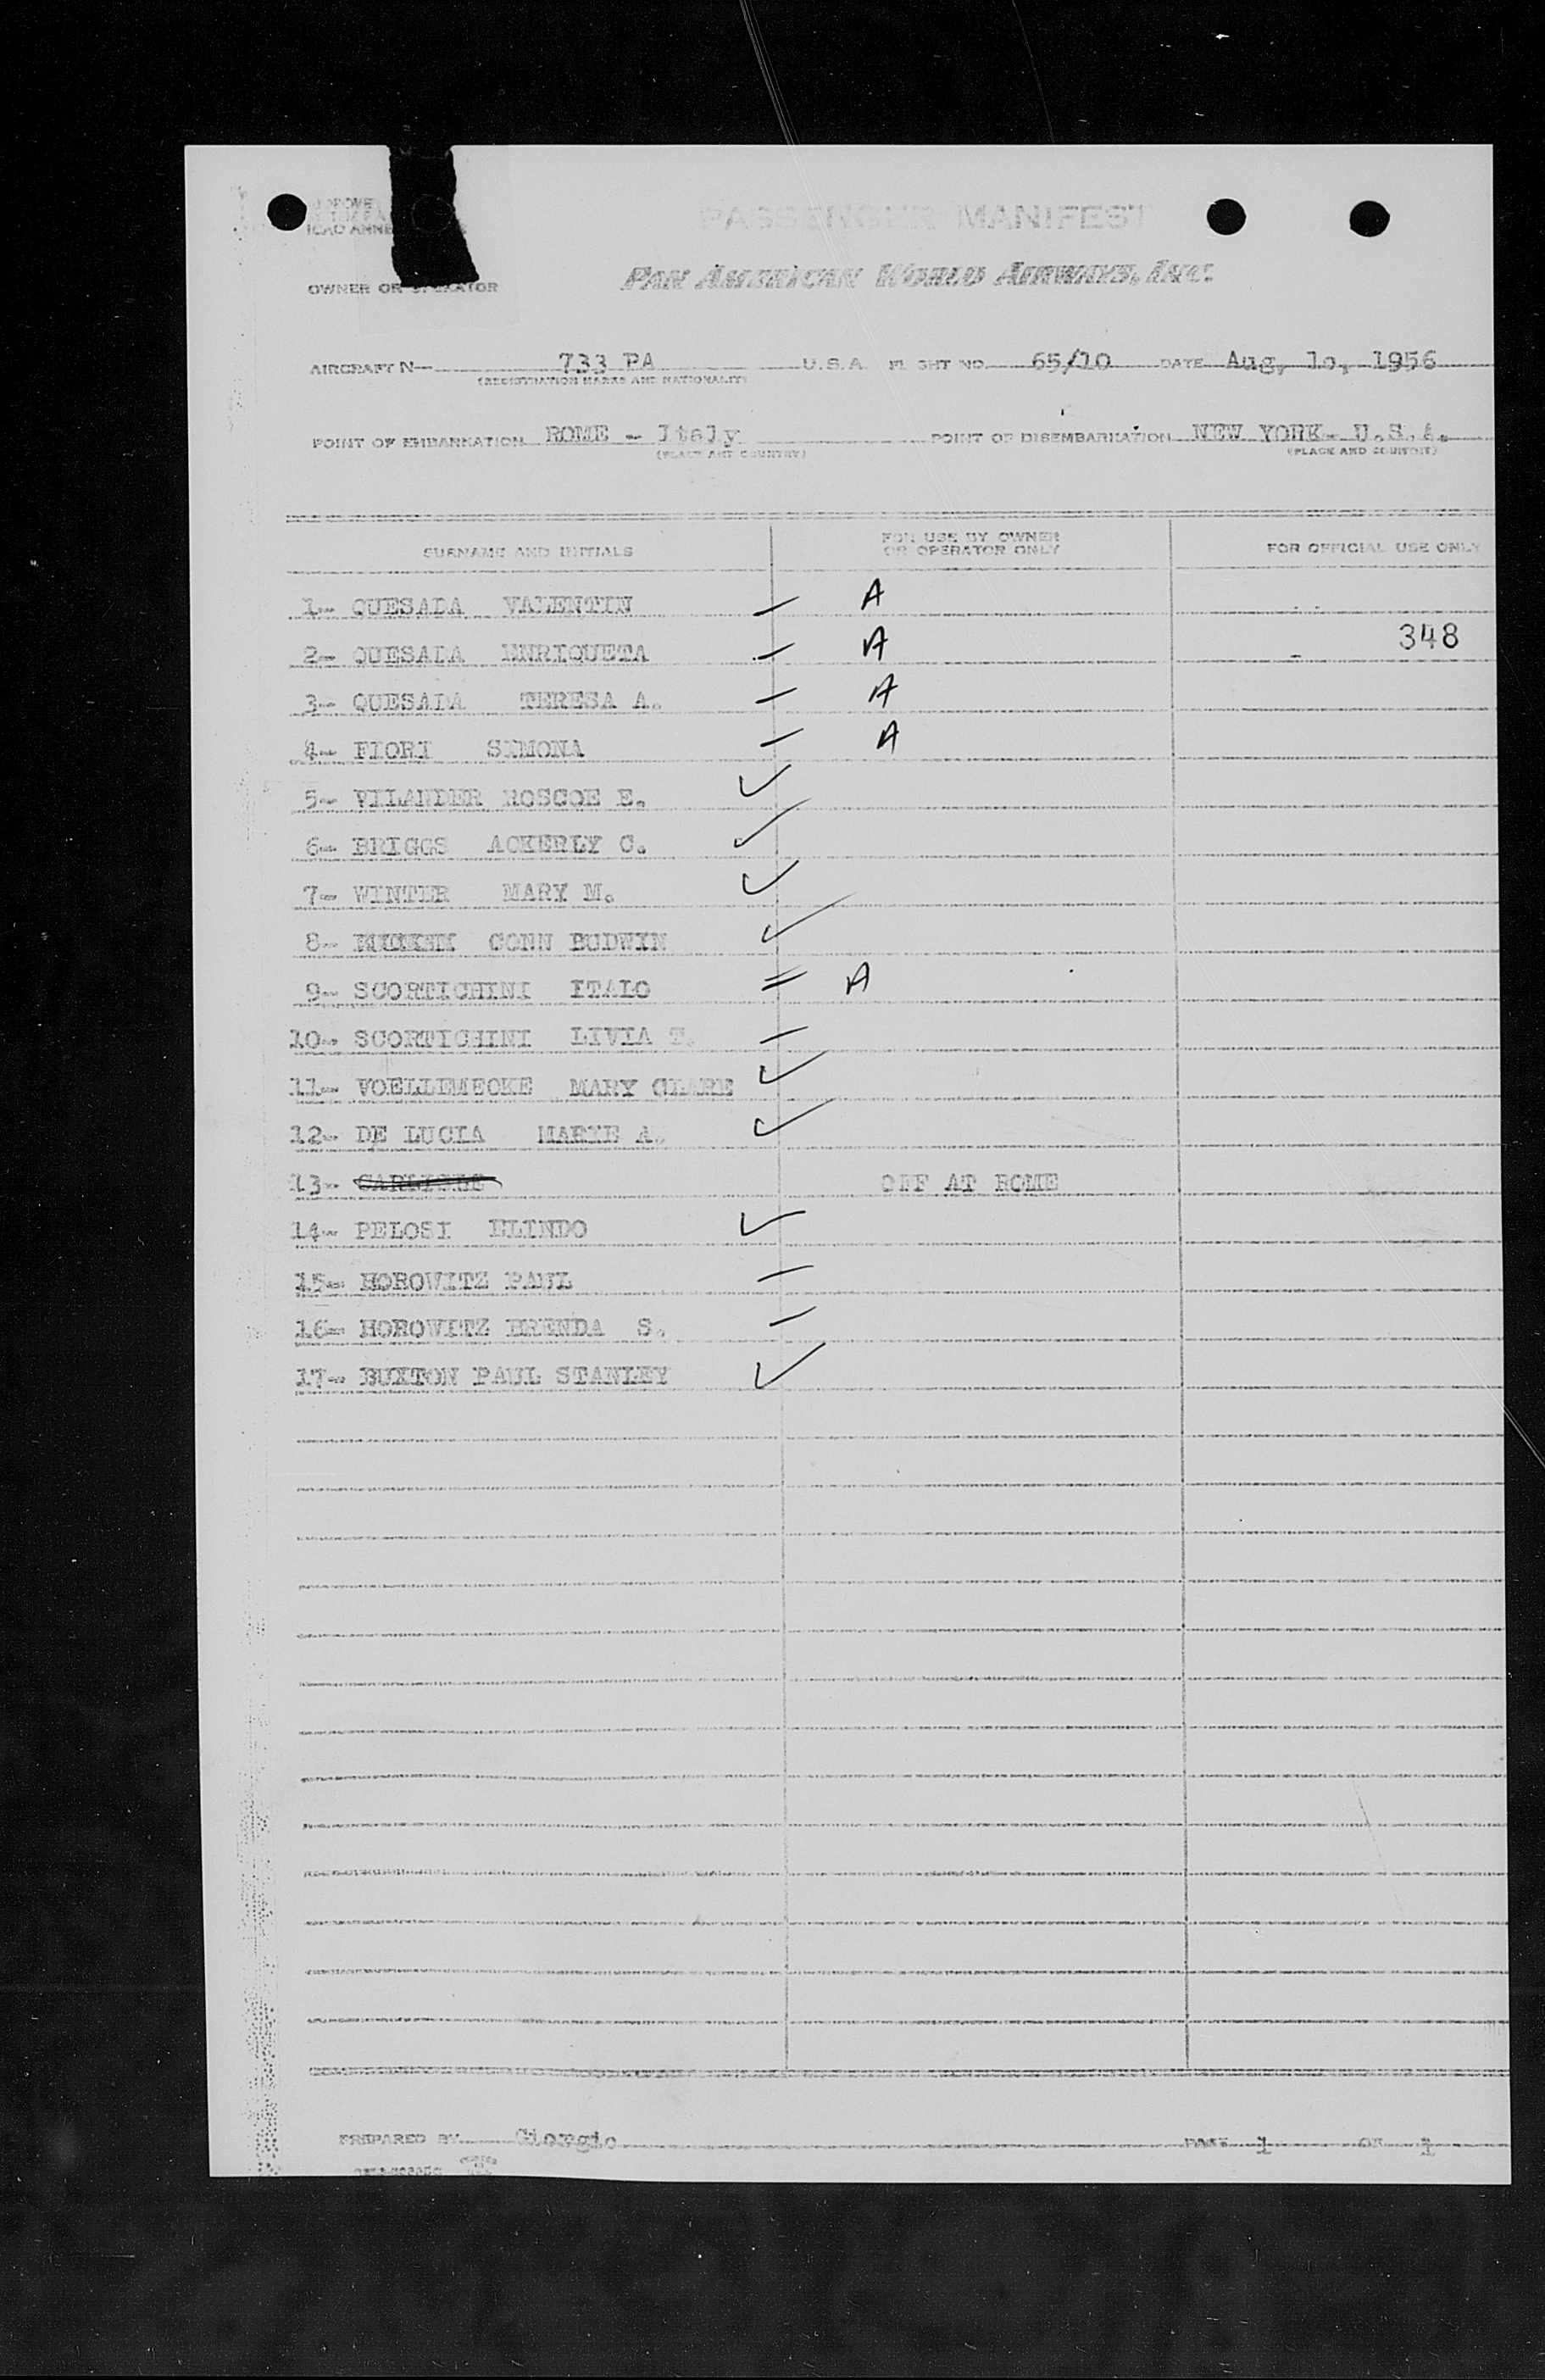 PASSENGER MANIFEST
OWNER OR OPERATOR
PAN AMERICAN WORLD AIRWAYS, INC.
AIRCRAFT N 733 PA U.S.A. FLIGHT NO. 65/10 DATE Aug, 10, 1956
(REGISTRATION MARKS AND NATIONALITY)
POINT OF EMBARKATION ROME - Italy POINT OF DISEMBARKATION NEW YORK- U.S.A.
(PLACE AND COUNTRY) (PLACE AND COUNTRY)
SURNAME AND INITIALS FOR USE BY OWNER OR OPERATOR ONLY FOR OFFICIAL USE ONLY
1- QUESADA VALENTIN — A
2- QUESADA ENRIQUETA — A 348
3- QUESADA TERESA A. — A
4- FIORI SIMONA — A
5- FILANDER ROSCOE E. ✓
6- BRIGGS ACKERLY C. ✓
7- WINTER MARY M. ✓
8- CONN BUDWIN ✓
9- SCORTICHINI ITALO = A
10- SCORTICHINI LIVIA T. —
11- VOELLEMECKE MARY CLARE ✓
12- DE LUCIA MARIE A. ✓
13- OFF AT ROME
14- PELOSI ELINDO ✓
15- HOROWITZ PAUL —
16- HOROWITZ BRENDA S. —
17- BUXTON PAUL STANLEY ✓
PREPARED BY Giorgio PAGE 1 OF 1